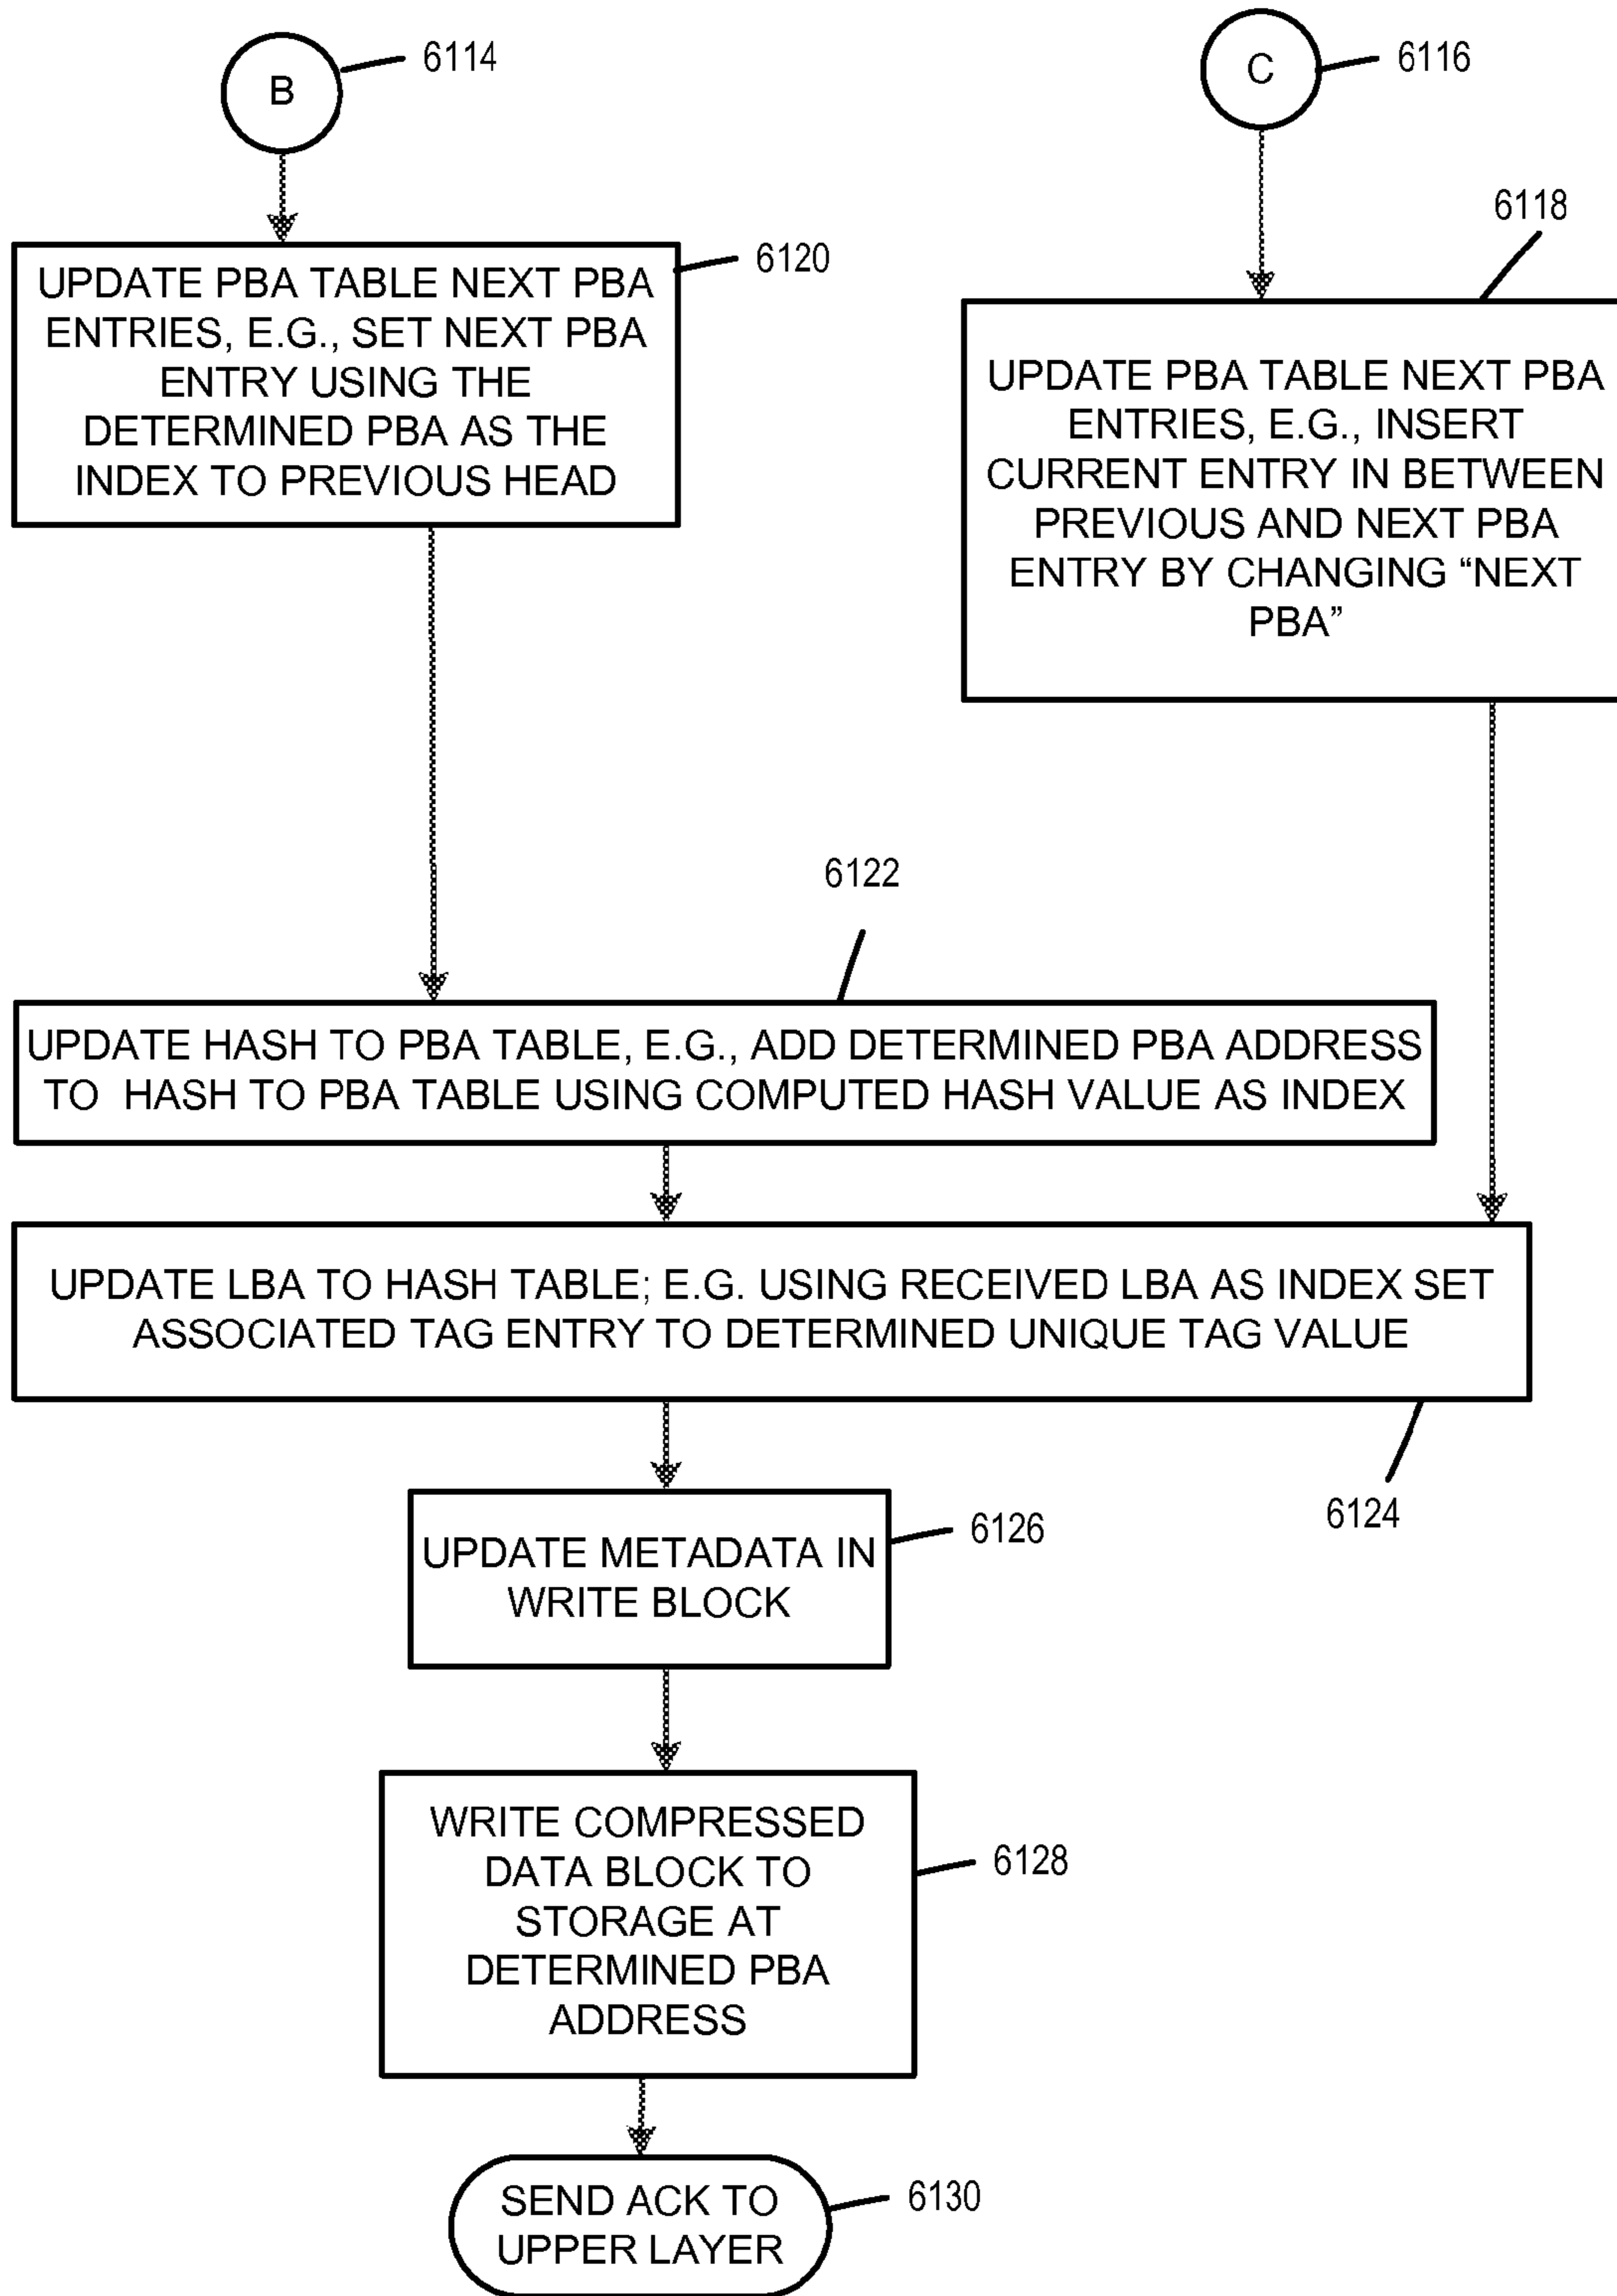 B
6114
C
6116
6118
UPDATE PBA TABLE NEXT PBA
ENTRIES, E.G., SET NEXT PBA
ENTRY USING THE
DETERMINED PBA AS THE
INDEX TO PREVIOUS HEAD
6120
UPDATE PBA TABLE NEXT PBA
ENTRIES, E.G., INSERT
CURRENT ENTRY IN BETWEEN
PREVIOUS AND NEXT PBA
ENTRY BY CHANGING “NEXT
PBA”
6122
UPDATE HASH TO PBA TABLE, E.G., ADD DETERMINED PBA ADDRESS
TO HASH TO PBA TABLE USING COMPUTED HASH VALUE AS INDEX
UPDATE LBA TO HASH TABLE; E.G. USING RECEIVED LBA AS INDEX SET
ASSOCIATED TAG ENTRY TO DETERMINED UNIQUE TAG VALUE
6124
UPDATE METADATA IN
WRITE BLOCK
6126
WRITE COMPRESSED
DATA BLOCK TO
STORAGE AT
DETERMINED PBA
ADDRESS
6128
SEND ACK TO
UPPER LAYER
6130